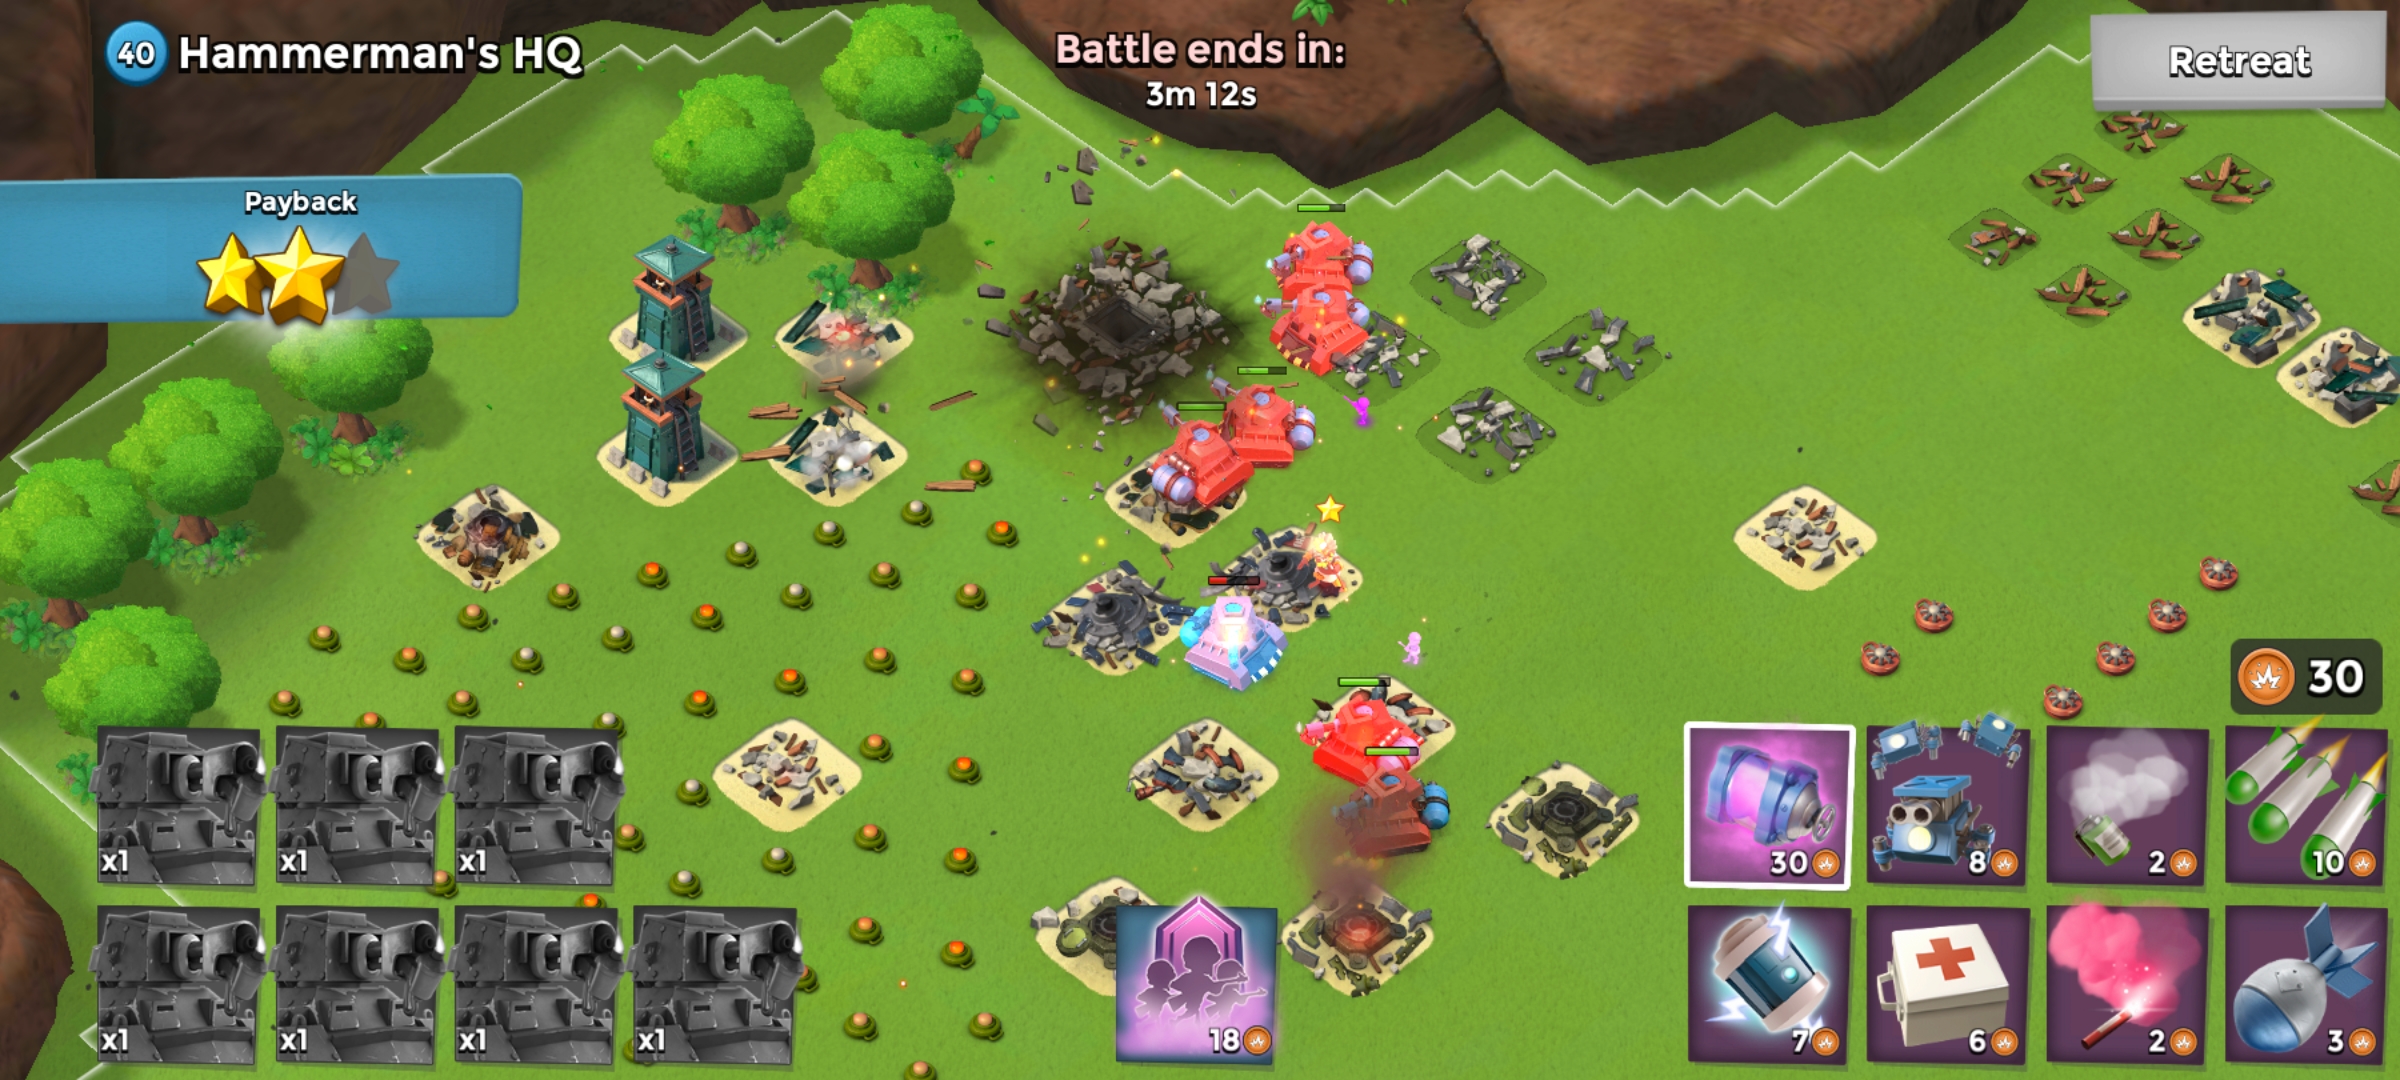 40 Hammerman's HQ
Battle ends in:
3m 12s
Retreat
Payback
30
x1 x1 x1
30 8 2 10
x1 x1 x1 x1
18
7 6 2 3